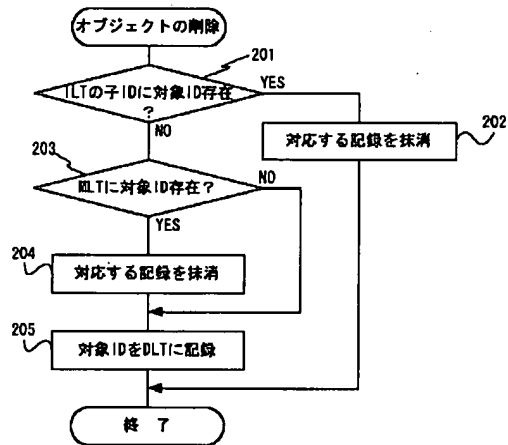 オブジェクトの削除
201
ILTの子IDに対象ID存在
?
YES
NO
202
対応する記録を抹消
203
MLTに対象ID存在?
NO
YES
204
対応する記録を抹消
205
対象IDをDLTに記録
終 了